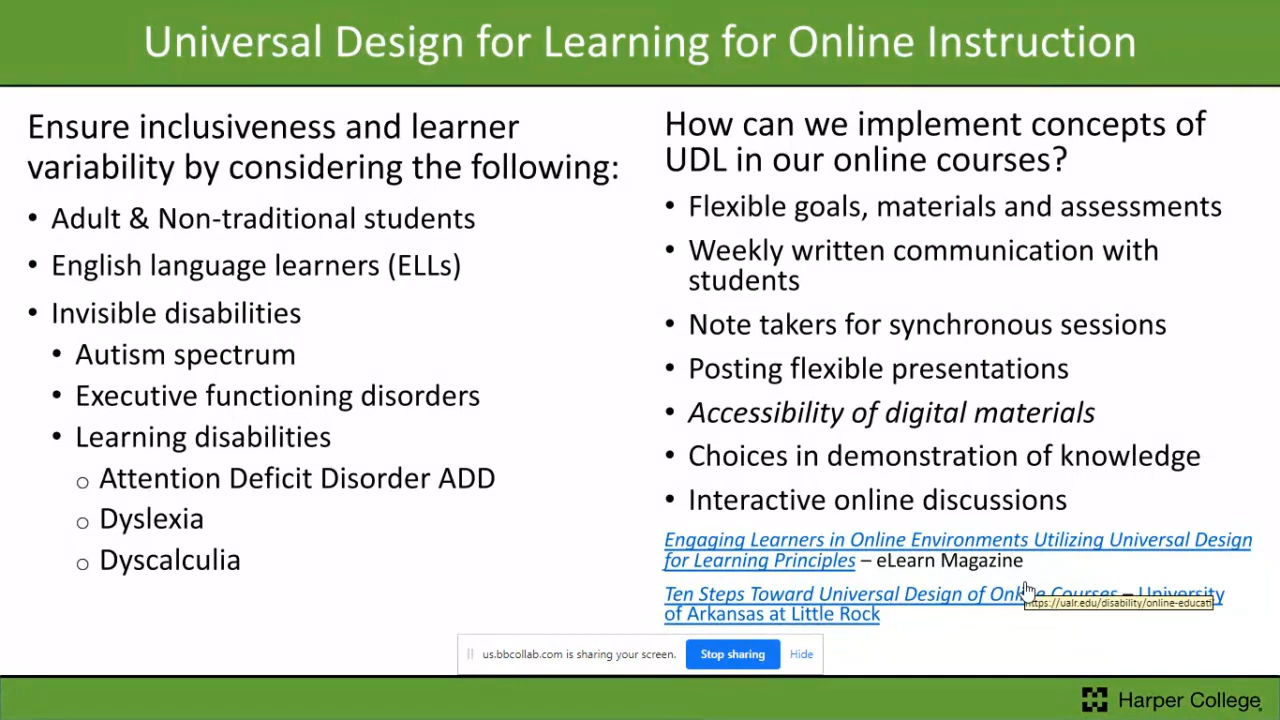 Universal Design for Learning for Online Instruction
Ensure inclusiveness and learner
variability by considering the following:
• Adult & Non-traditional students
• English language learners (ELLs)
• Invisible disabilities
• Autism spectrum
• Executive functioning disorders
• Learning disabilities
o Attention Deficit Disorder ADD
o Dyslexia
o Dyscalculia
How can we implement concepts of
UDL in our online courses?
• Flexible goals, materials and assessments
• Weekly written communication with
students
• Note takers for synchronous sessions
• Posting flexible presentations
• Accessibility of digital materials
• Choices in demonstration of knowledge
• Interactive online discussions
Engaging Learners in Online Environments Utilizing Universal Design
for Learning Principles – eLearn Magazine
Ten Steps Toward Universal Design of Online Courses – University
https://ualr.edu/disability/online-educati
of Arkansas at Little Rock
us.bbcollab.com is sharing your screen. Stop sharing Hide
Harper College